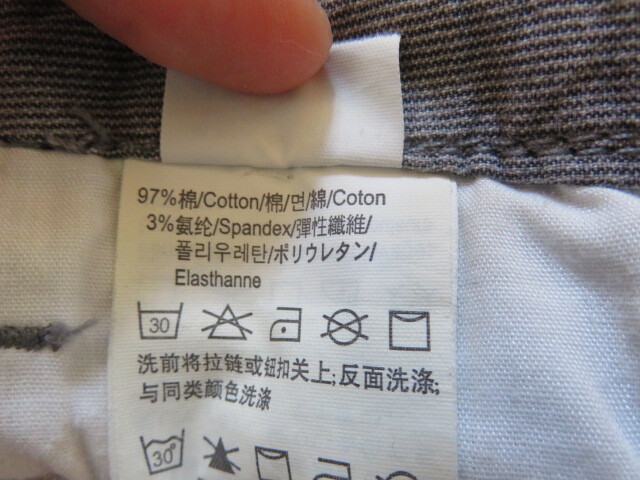 97%棉/Cotton/棉/면/綿/Coton
3%氨纶/Spandex/彈性纖維/
폴리우레탄/ポリウレタン/
Elasthanne
30
洗前将拉链或钮扣关上;反面洗涤;
与同类颜色洗涤
30°